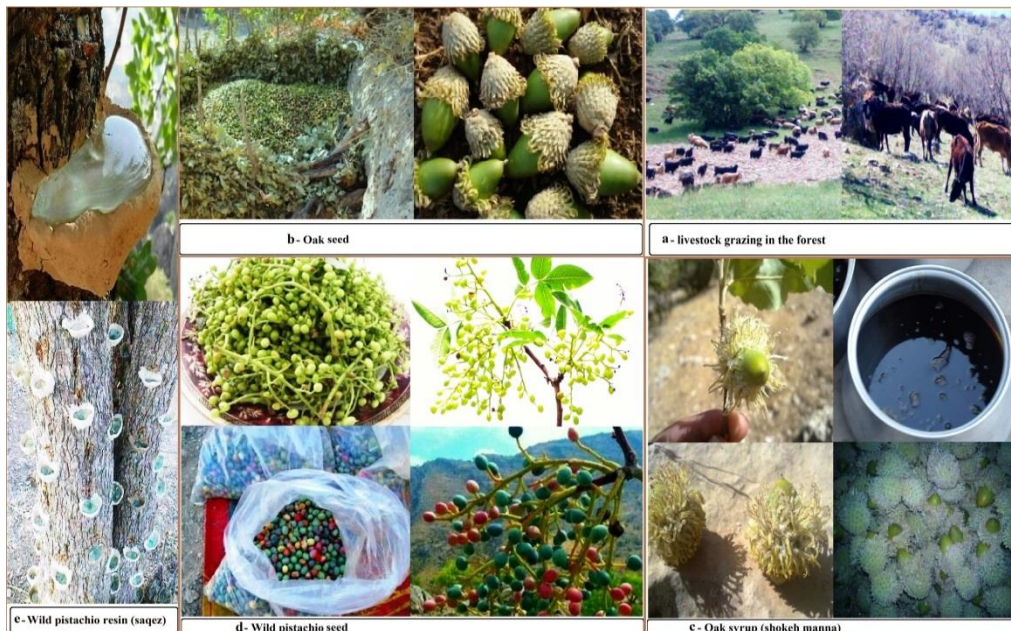 b- Oak seed
a- livestock grazing in the forest
e- Wild pistachio resin (saqez)
d- Wild pistachio seed
c- Oak syrup (shokeh manna)